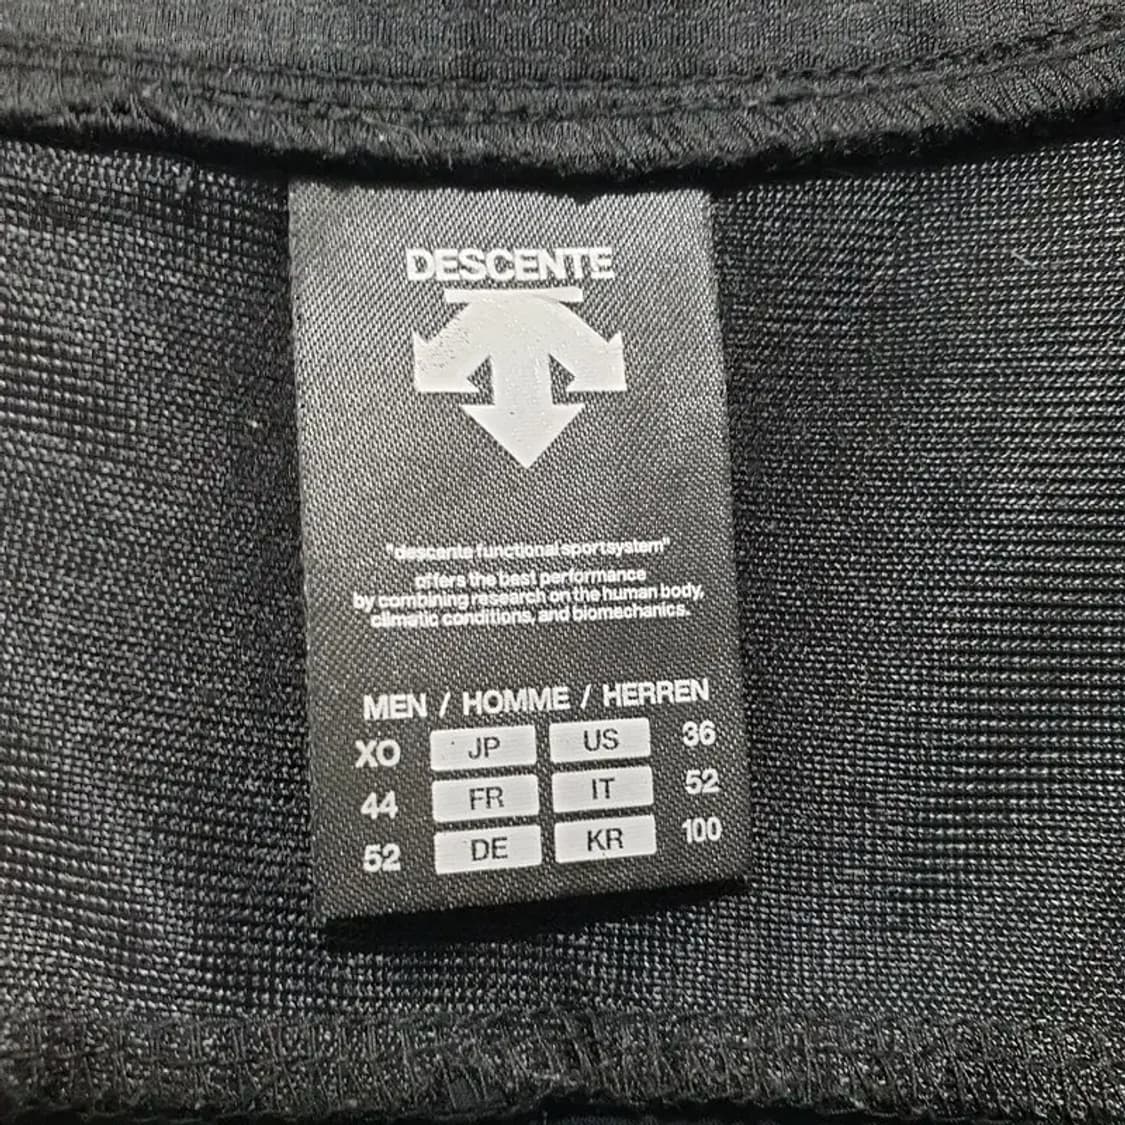 DESCENTE
"descente functional sportsystem"
offers the best performance
by combining research on the human body,
climatic conditions, and biomechanics.
MEN / HOMME / HERREN
XO JP US 36
44 FR IT 52
52 DE KR 100